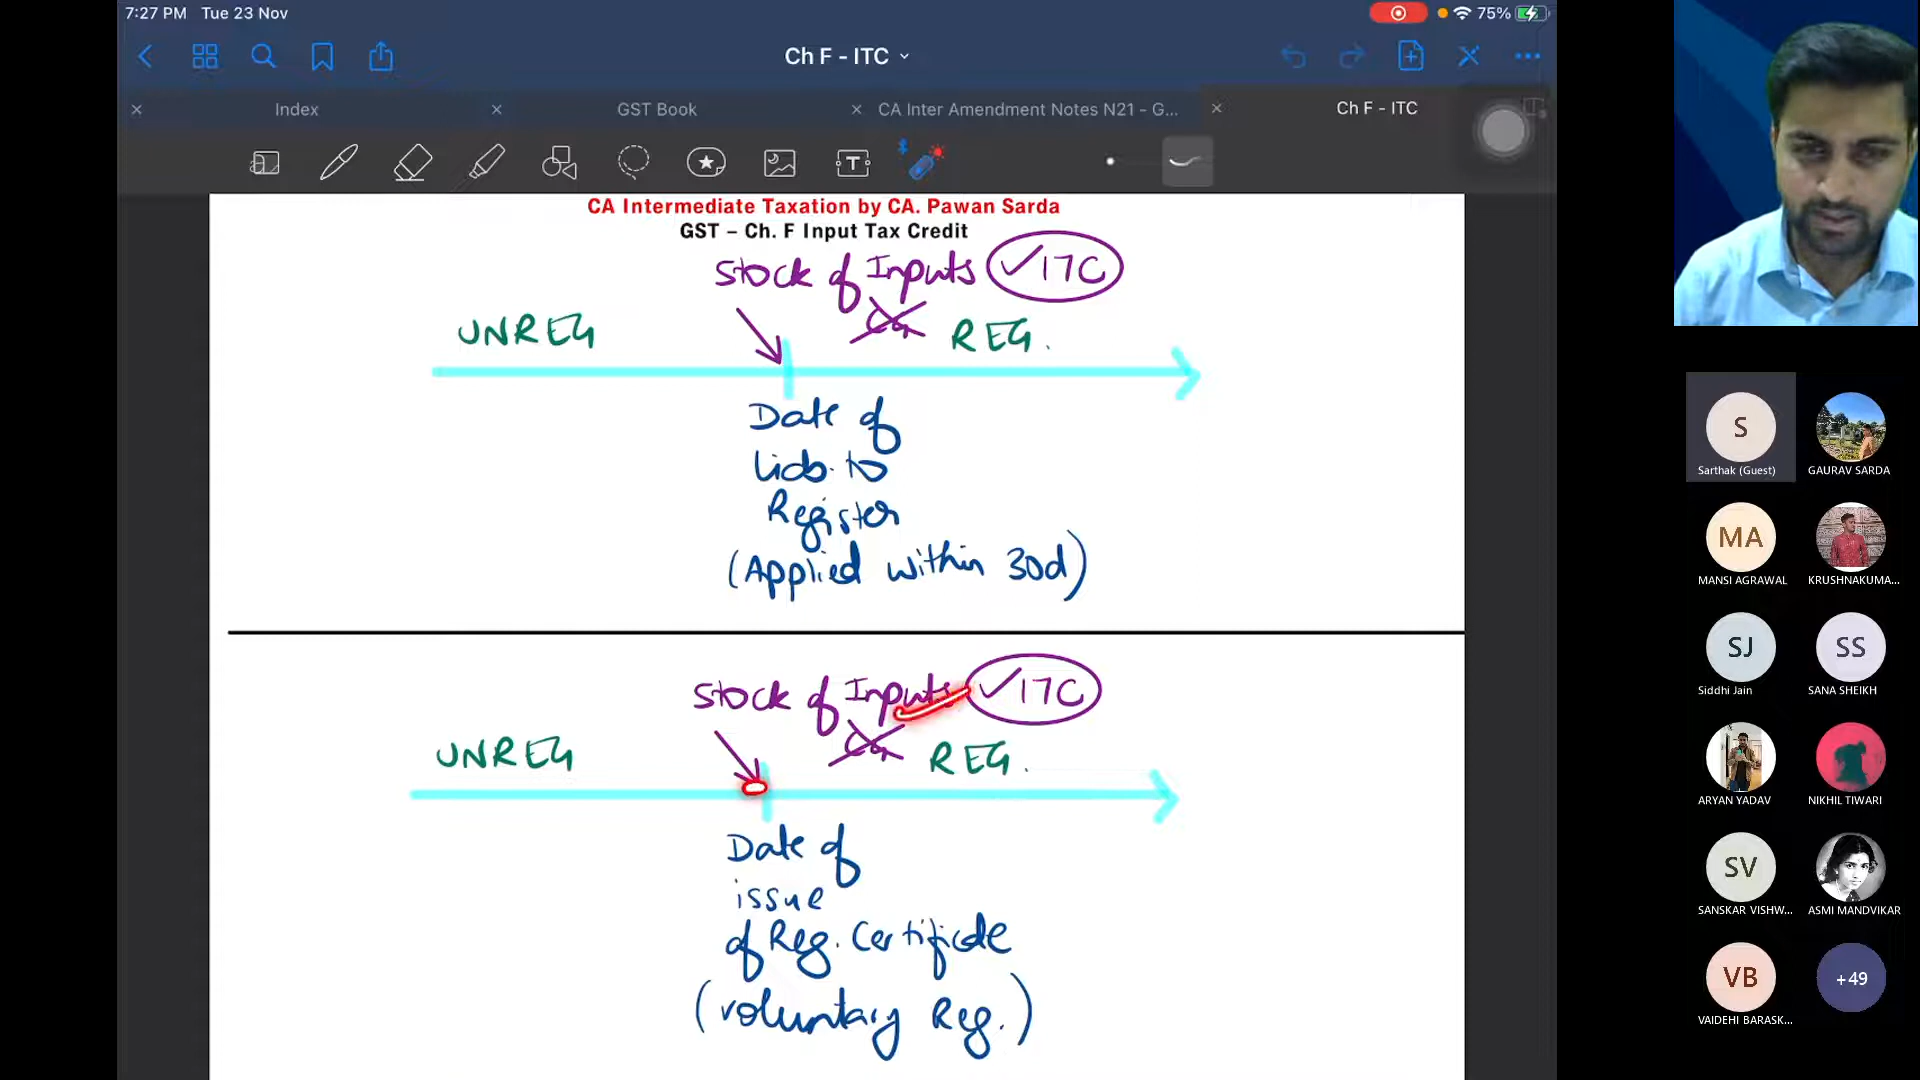 7:27 PM Tue 23 Nov
75%
Ch F - ITC
Index
GST Book
CA Inter Amendment Notes N21 - G...
Ch F - ITC
CA Intermediate Taxation by CA. Pawan Sarda
GST – Ch. F Input Tax Credit
Stock of Inputs ✓ITC
CG
UNREG
REG.
Date of
Liab. to
Register
(Applied within 30d)
Stock of Inputs ✓ITC
CG
UNREG
REG.
Date of
issue
of Reg. Certificate
(voluntary Reg.)
S
Sarthak (Guest)
GAURAV SARDA
MA
MANSI AGRAWAL
KRUSHNAKUMA...
SJ
Siddhi Jain
SS
SANA SHEIKH
ARYAN YADAV
NIKHIL TIWARI
SV
SANSKAR VISHW...
ASMI MANDVIKAR
VB
VAIDEHI BARASK...
+49